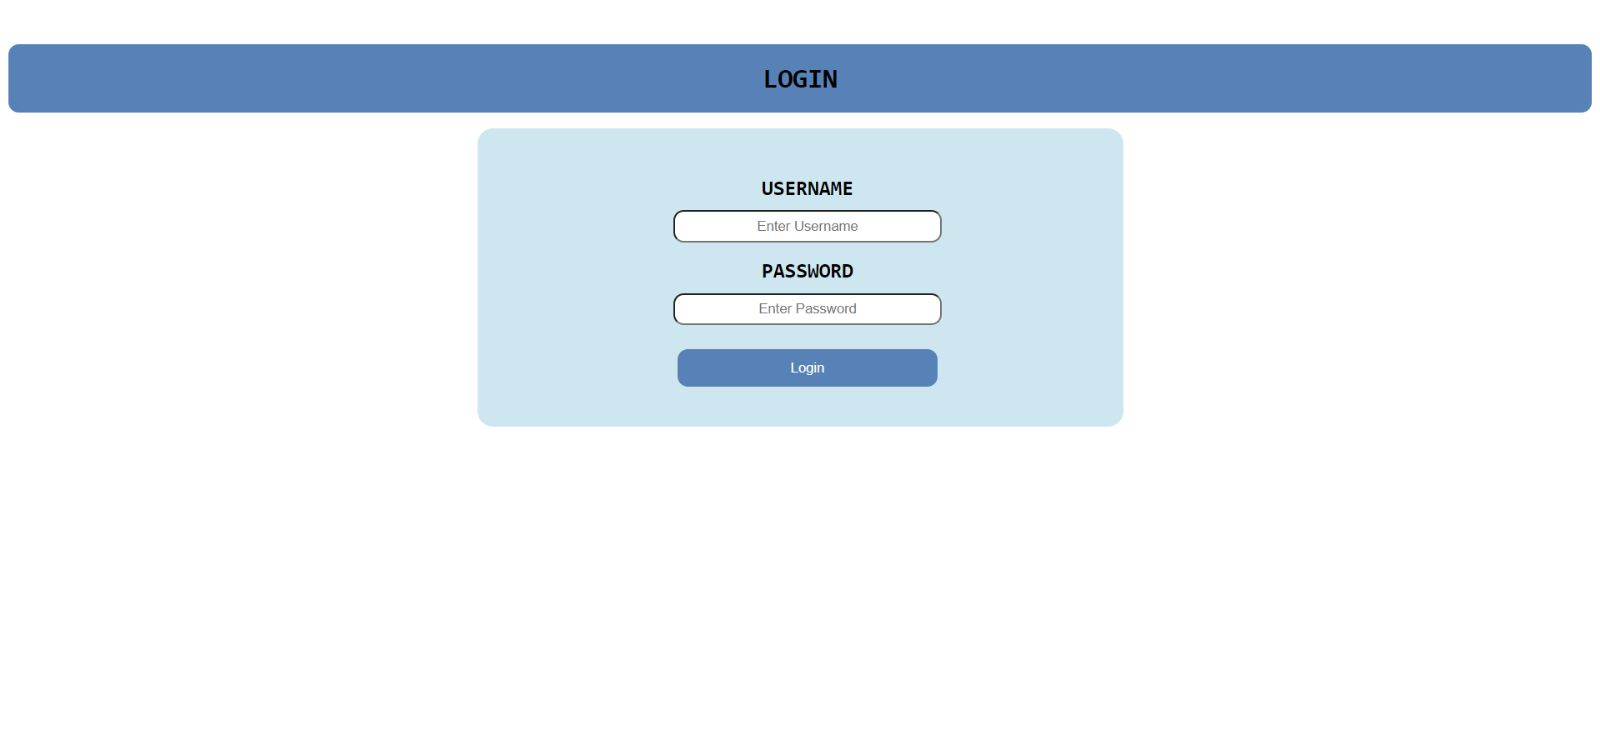 LOGIN
USERNAME
Enter Username
PASSWORD
Enter Password
Login